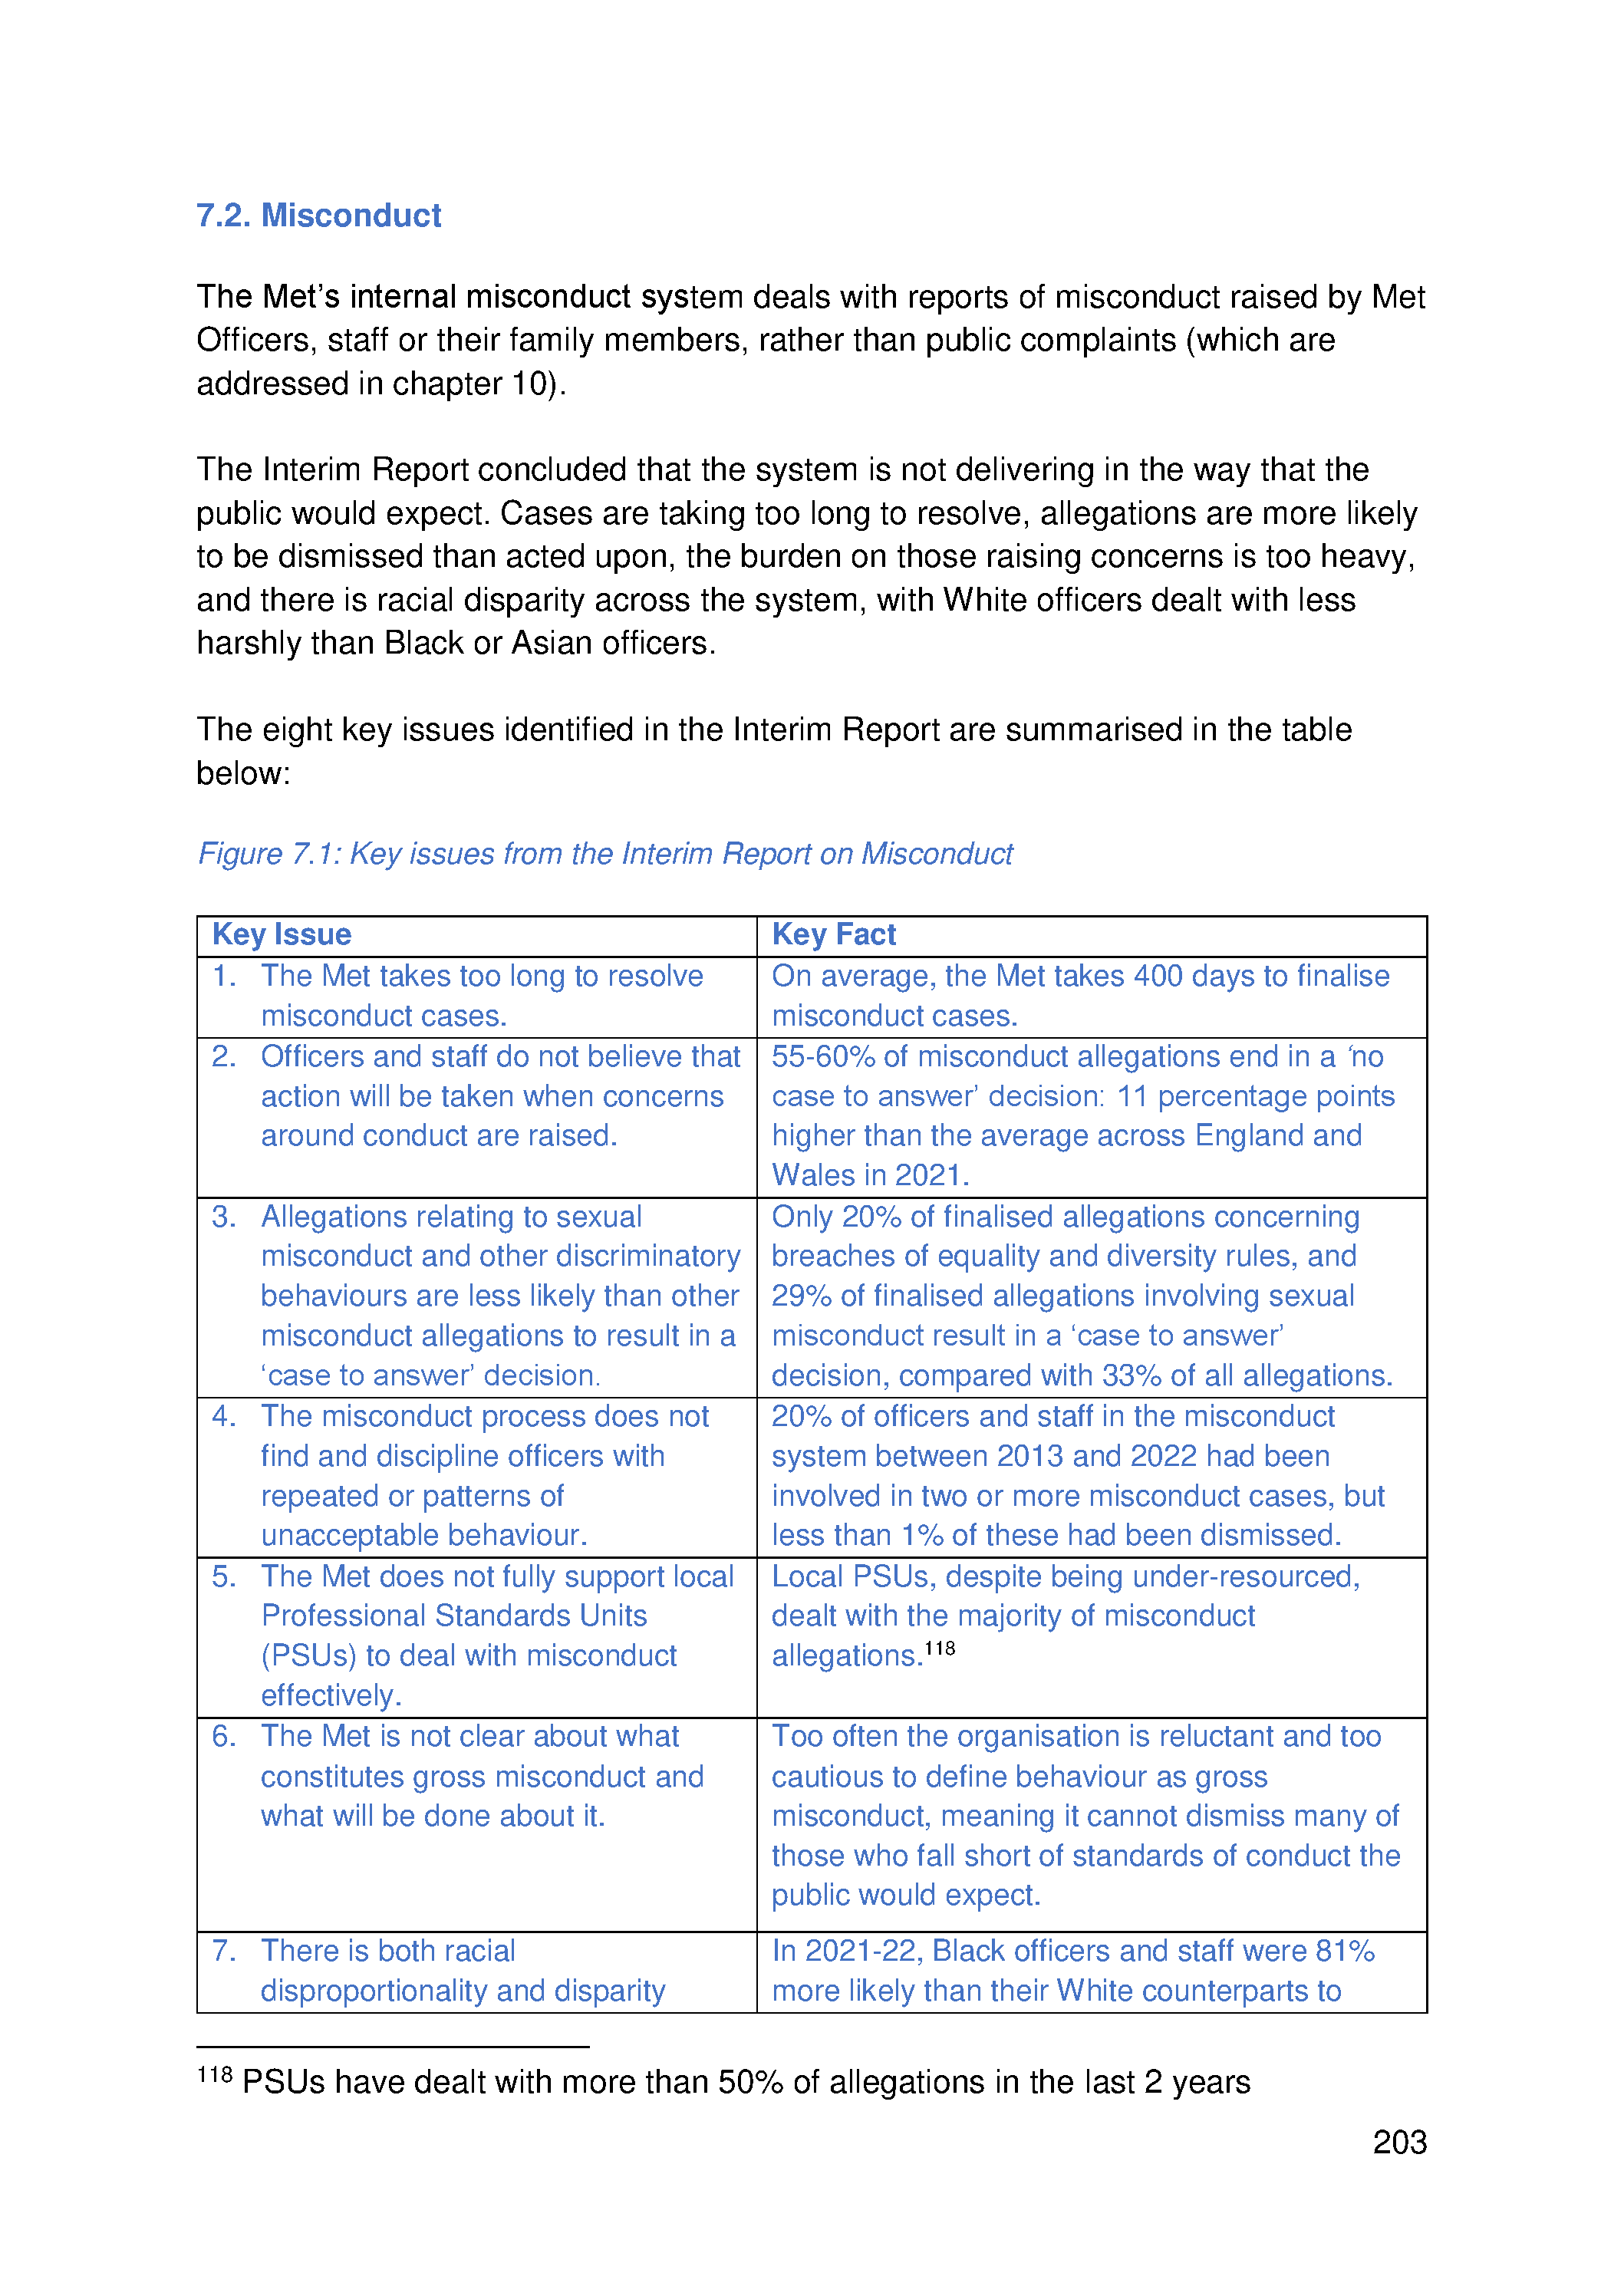 7.2. Misconduct
The Met's internal misconduct system deals with reports of misconduct raised by Met
Officers, staff or their family members, rather than public complaints (which are
addressed in chapter 10).
The Interim Report concluded that the system is not delivering in the way that the
public would expect. Cases are taking too long to resolve, allegations are more likely
to be dismissed than acted upon, the burden on those raising concerns is too heavy,
and there is racial disparity across the system, with White officers dealt with less
harshly than Black or Asian officers.
The eight key issues identified in the Interim Report are summarised in the table
below:
Figure 7.1: Key issues from the Interim Report on Misconduct
Key Issue
Key Fact
1. The Met takes too long to resolve
misconduct cases.
On average, the Met takes 400 days to finalise
misconduct cases.
2. Officers and staff do not believe that
action will be taken when concerns
around conduct are raised.
55-60% of misconduct allegations end in a ‘no
case to answer’ decision: 11 percentage points
higher than the average across England and
Wales in 2021.
3. Allegations relating to sexual
misconduct and other discriminatory
behaviours are less likely than other
misconduct allegations to result in a
‘case to answer’ decision.
Only 20% of finalised allegations concerning
breaches of equality and diversity rules, and
29% of finalised allegations involving sexual
misconduct result in a ‘case to answer’
decision, compared with 33% of all allegations.
4. The misconduct process does not
find and discipline officers with
repeated or patterns of
unacceptable behaviour.
20% of officers and staff in the misconduct
system between 2013 and 2022 had been
involved in two or more misconduct cases, but
less than 1% of these had been dismissed.
5. The Met does not fully support local
Professional Standards Units
(PSUs) to deal with misconduct
effectively.
Local PSUs, despite being under-resourced,
dealt with the majority of misconduct
allegations.118
6. The Met is not clear about what
constitutes gross misconduct and
what will be done about it.
Too often the organisation is reluctant and too
cautious to define behaviour as gross
misconduct, meaning it cannot dismiss many of
those who fall short of standards of conduct the
public would expect.
7. There is both racial
disproportionality and disparity
In 2021-22, Black officers and staff were 81%
more likely than their White counterparts to
118 PSUs have dealt with more than 50% of allegations in the last 2 years
203